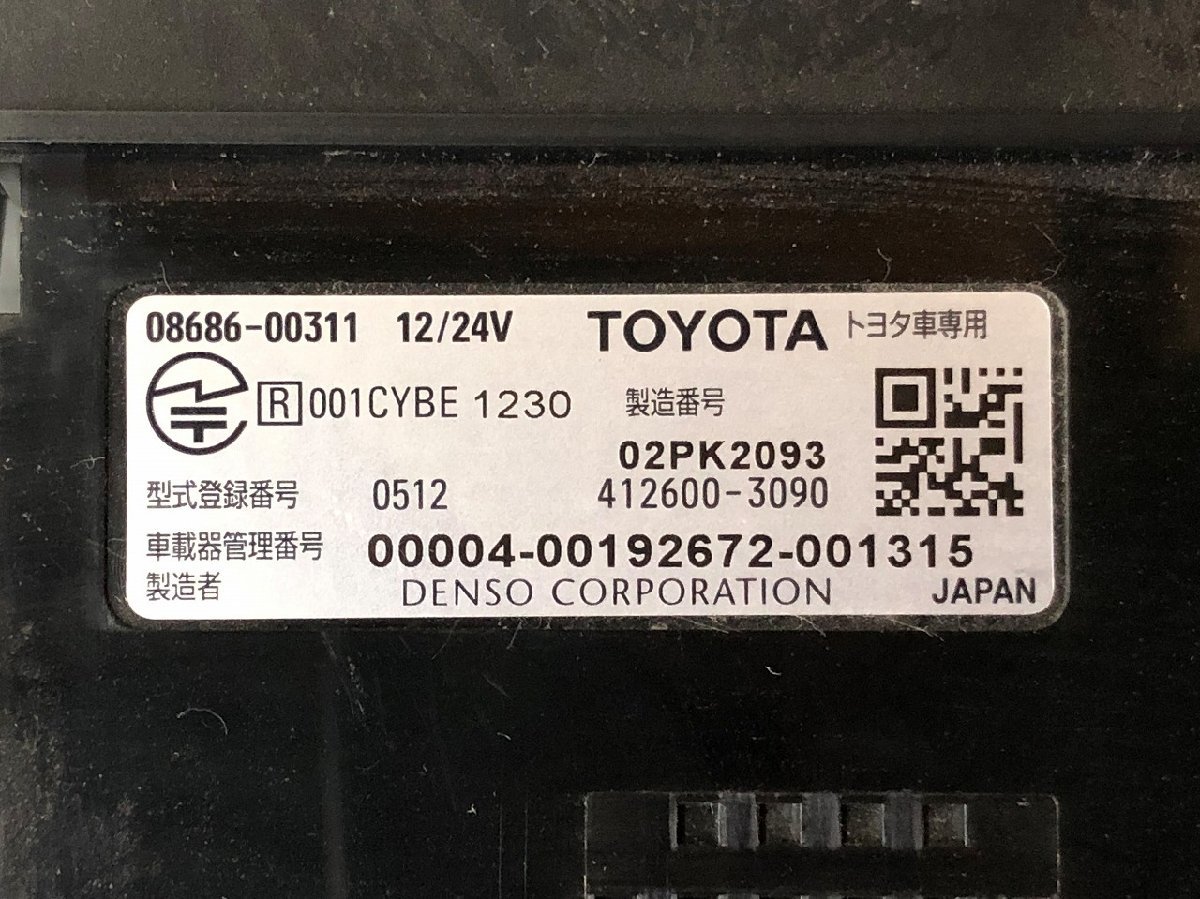 08686-00311 12/24V TOYOTA トヨタ車専用
R 001CYBE 1230 製造番号
02PK2093
型式登録番号 0512 412600-3090
車載器管理番号 00004-00192672-001315
製造者 DENSO CORPORATION JAPAN